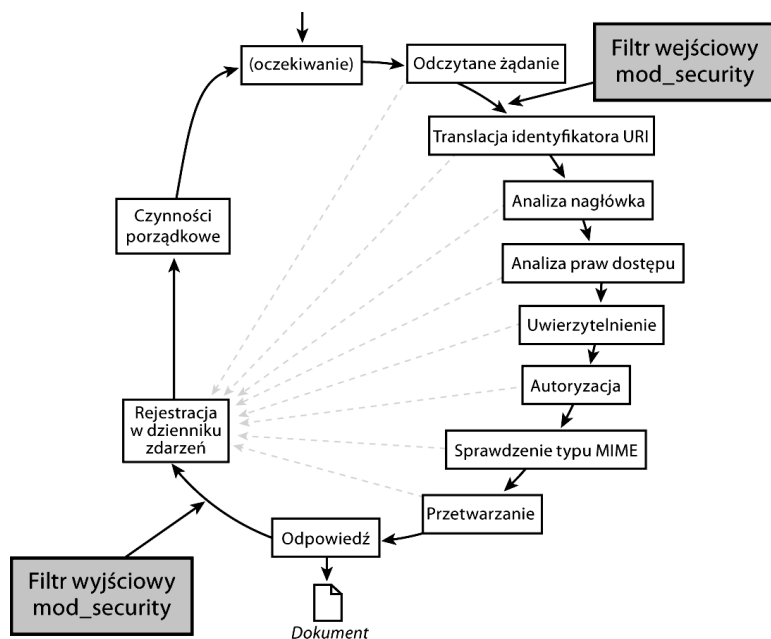 (oczekiwanie)
Odczytane żądanie
Filtr wejściowy
mod_security
Translacja identyfikatora URI
Analiza nagłówka
Czynności
porządkowe
Analiza praw dostępu
Uwierzytelnienie
Autoryzacja
Rejestracja
w dzienniku
zdarzeń
Sprawdzenie typu MIME
Przetwarzanie
Odpowiedź
Filtr wyjściowy
mod_security
Dokument